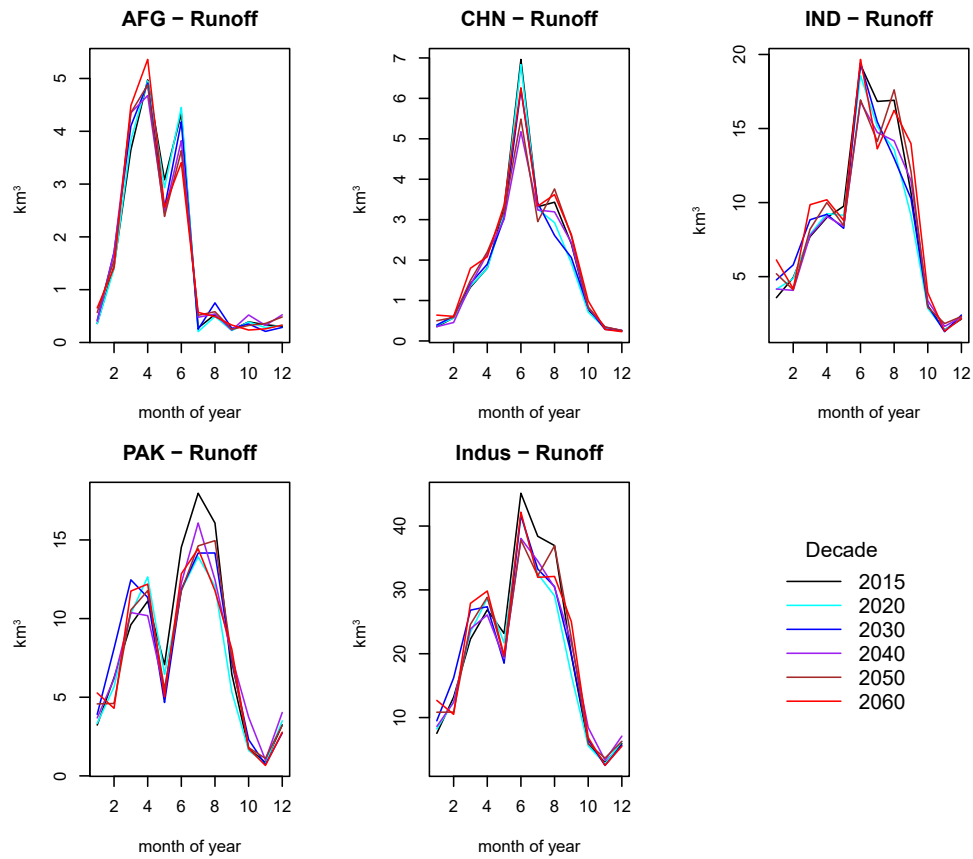 AFG − Runoff
km³
0
1
2
3
4
5
2 4 6 8 10 12
month of year
CHN − Runoff
km³
0
1
2
3
4
5
6
7
2 4 6 8 10 12
month of year
IND − Runoff
km³
5
10
15
20
2 4 6 8 10 12
month of year
PAK − Runoff
km³
0
5
10
15
2 4 6 8 10 12
month of year
Indus − Runoff
km³
10
20
30
40
2 4 6 8 10 12
month of year
Decade
2015
2020
2030
2040
2050
2060